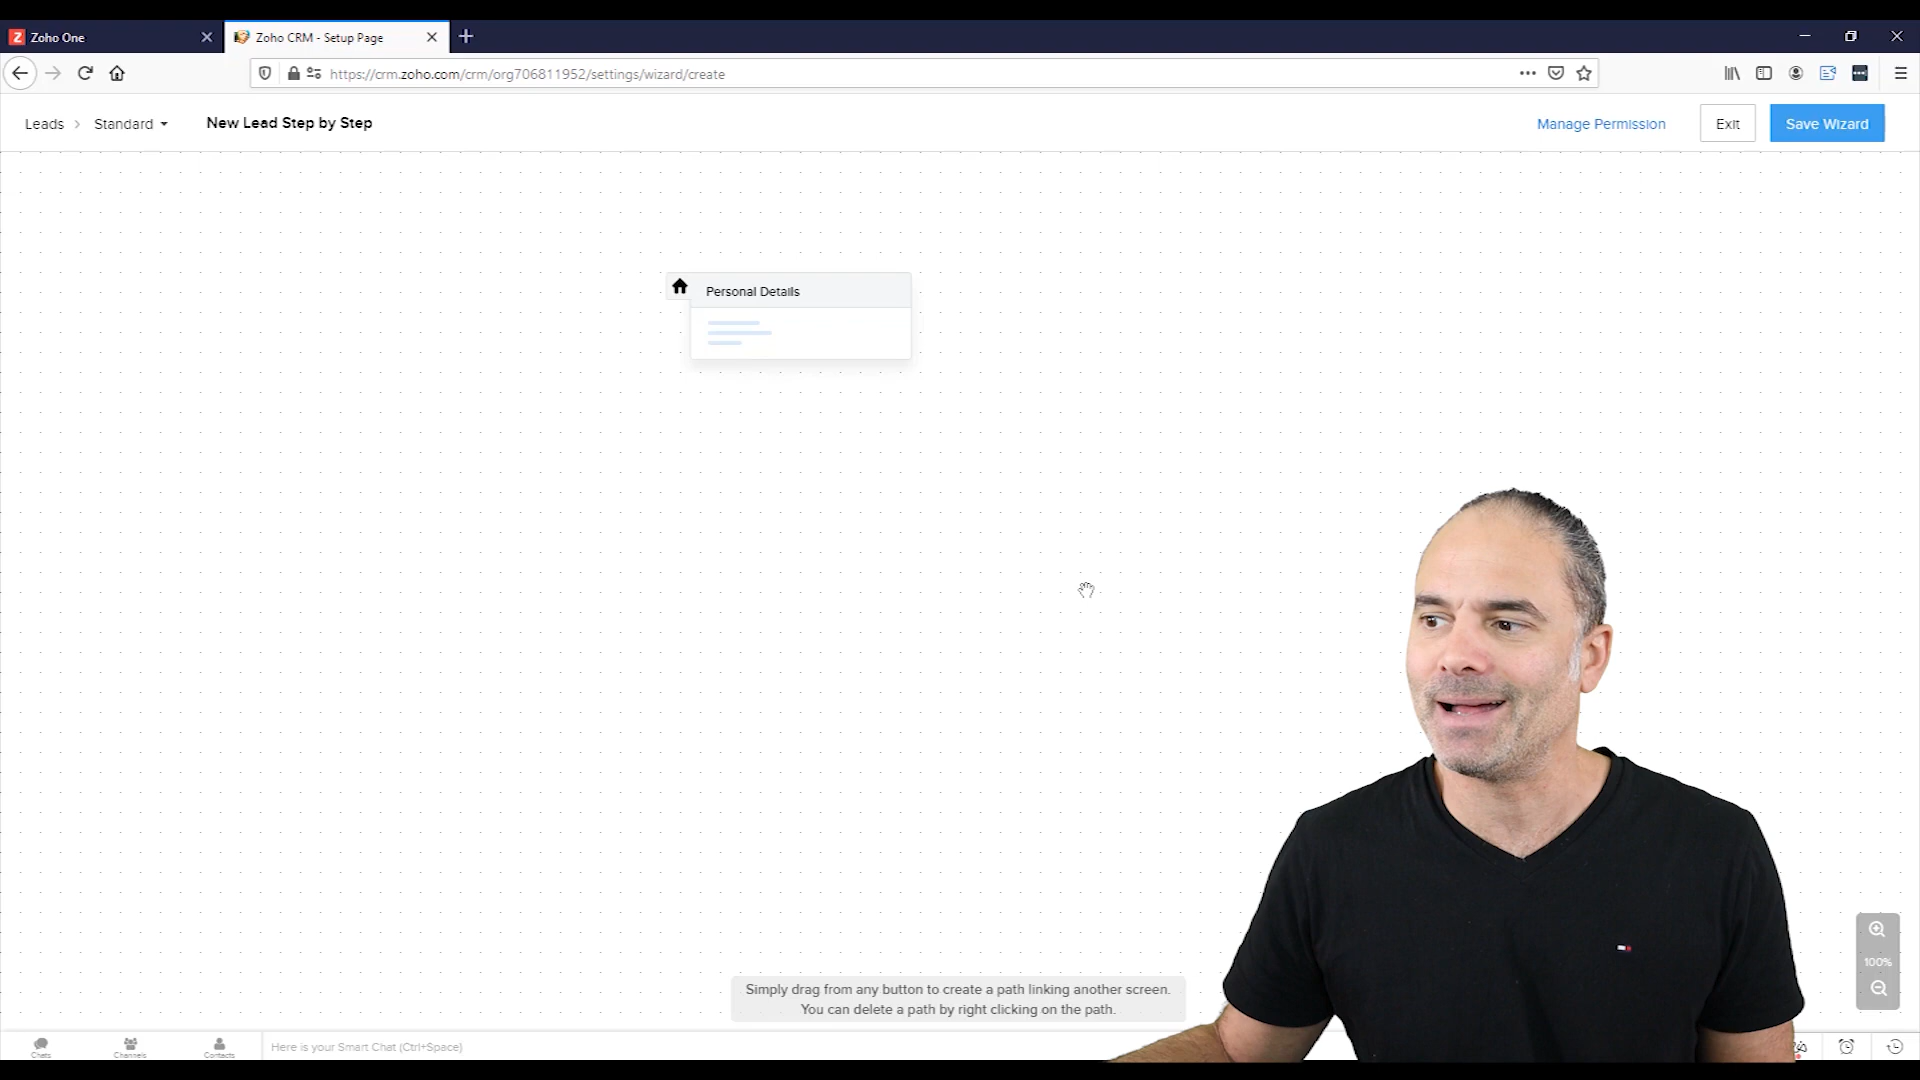 Zoho One
Zoho CRM - Setup Page
https://crm.zoho.com/crm/org706811952/settings/wizard/create
Leads > Standard
New Lead Step by Step
Manage Permission
Exit
Save Wizard
Personal Details
100%
Simply drag from any button to create a path linking another screen.
You can delete a path by right clicking on the path.
Chats
Channels
Contacts
Here is your Smart Chat (Ctrl+Space)